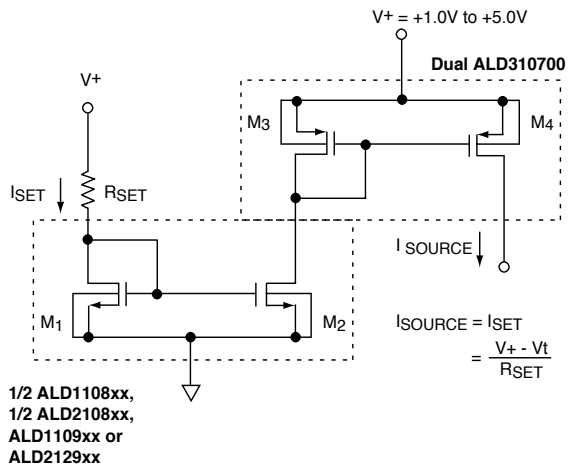 V+ = +1.0V to +5.0V
Dual ALD310700
V+
M3
M4
ISET
RSET
I SOURCE
M1
M2
ISOURCE = ISET
= V+ - Vt
RSET
1/2 ALD1108xx,
1/2 ALD2108xx,
ALD1109xx or
ALD2129xx